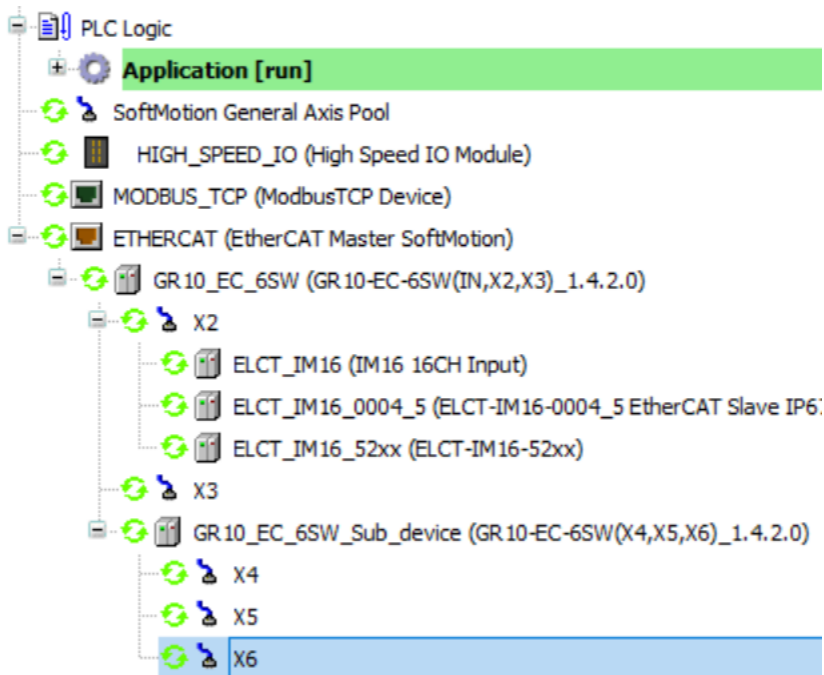 PLC Logic
Application [run]
SoftMotion General Axis Pool
HIGH_SPEED_IO (High Speed IO Module)
MODBUS_TCP (ModbusTCP Device)
ETHERCAT (EtherCAT Master SoftMotion)
GR10_EC_6SW (GR10-EC-6SW(IN,X2,X3)_1.4.2.0)
X2
ELCT_IM16 (IM16 16CH Input)
ELCT_IM16_0004_5 (ELCT-IM16-0004_5 EtherCAT Slave IP67
ELCT_IM16_52xx (ELCT-IM16-52xx)
X3
GR10_EC_6SW_Sub_device (GR10-EC-6SW(X4,X5,X6)_1.4.2.0)
X4
X5
X6